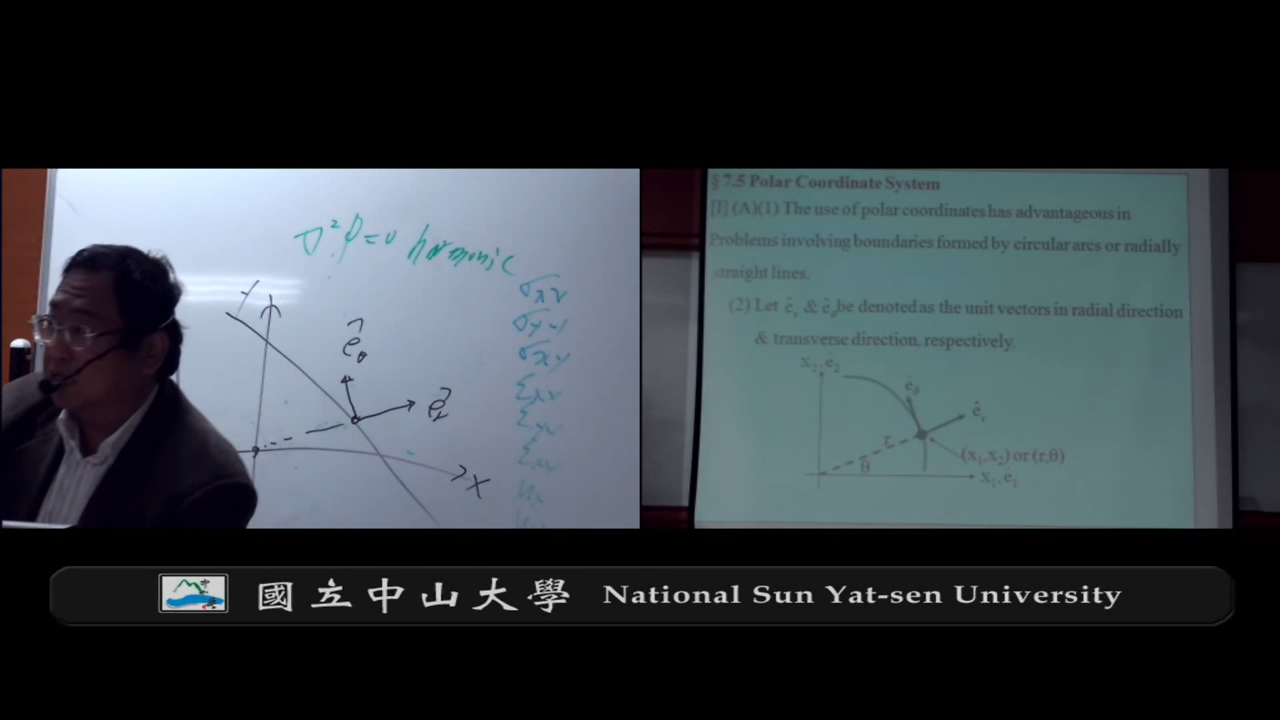 ∇²φ=0 harmonic
Y
σxx
σyy
σxy
εxx
ê_θ
ê_r
X
§ 7.5 Polar Coordinate System
[I] (A)(1) The use of polar coordinates has advantageous in
Problems involving boundaries formed by circular arcs or radially
straight lines.
(2) Let ê_r & ê_θ be denoted as the unit vectors in radial direction
& transverse direction, respectively.
x₂, ê₂
ê_θ
ê_r
r
θ
(x₁,x₂) or (r,θ)
x₁, ê₁
國立中山大學 National Sun Yat-sen University